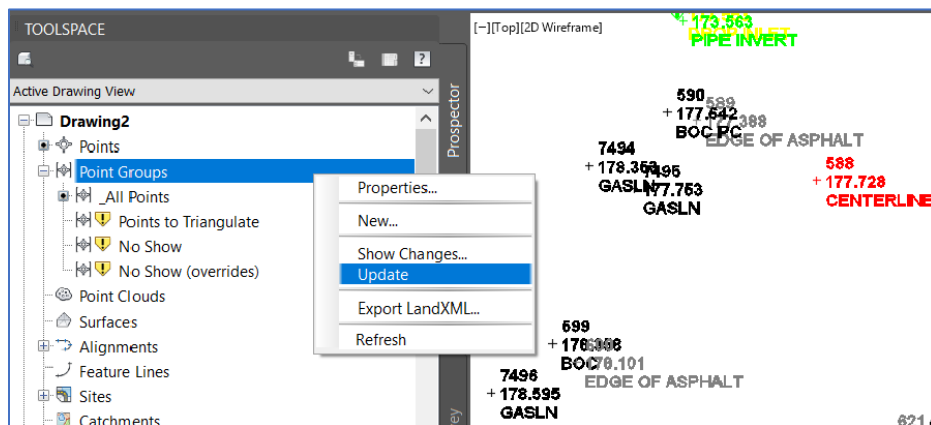 TOOLSPACE
Active Drawing View
Drawing2
Points
Point Groups
_All Points
Points to Triangulate
No Show
No Show (overrides)
Point Clouds
Surfaces
Alignments
Feature Lines
Sites
Catchments
Prospector
Properties...
New...
Show Changes...
Update
Export LandXML...
Refresh
[−][Top][2D Wireframe]
173.563
PIPE INVERT
590
589
177.642
BOC PC
EDGE OF ASPHALT
7494
178.363
GASLN
7495
177.753
GASLN
588
177.728
CENTERLINE
599
BOC
EDGE OF ASPHALT
7496
178.595
GASLN
621